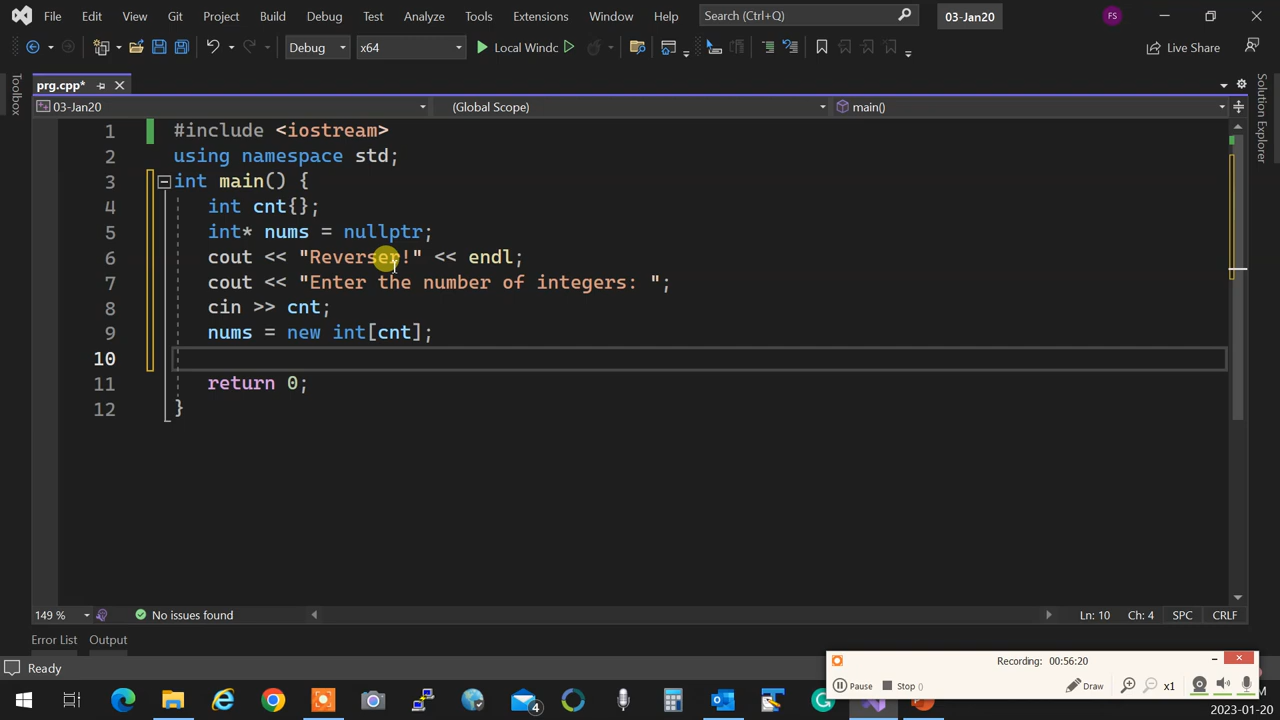 File Edit View Git Project Build Debug Test Analyze Tools Extensions Window Help Search (Ctrl+Q) 03-Jan20 FS
Debug x64 Local Windc Live Share
Toolbox
prg.cpp*
03-Jan20 (Global Scope) main()
Solution Explorer
1 #include <iostream>
2 using namespace std;
3 int main() {
4 int cnt{};
5 int* nums = nullptr;
6 cout << "Reverser!" << endl;
7 cout << "Enter the number of integers: ";
8 cin >> cnt;
9 nums = new int[cnt];
10
11 return 0;
12 }
149 % No issues found Ln: 10 Ch: 4 SPC CRLF
Error List Output
Ready
Recording: 00:56:20
Pause Stop () Draw x1
4
2023-01-20